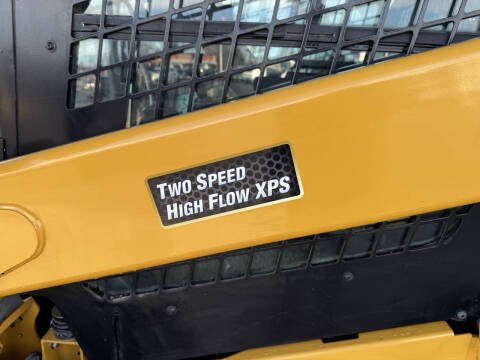 Two Speed
High Flow XPS